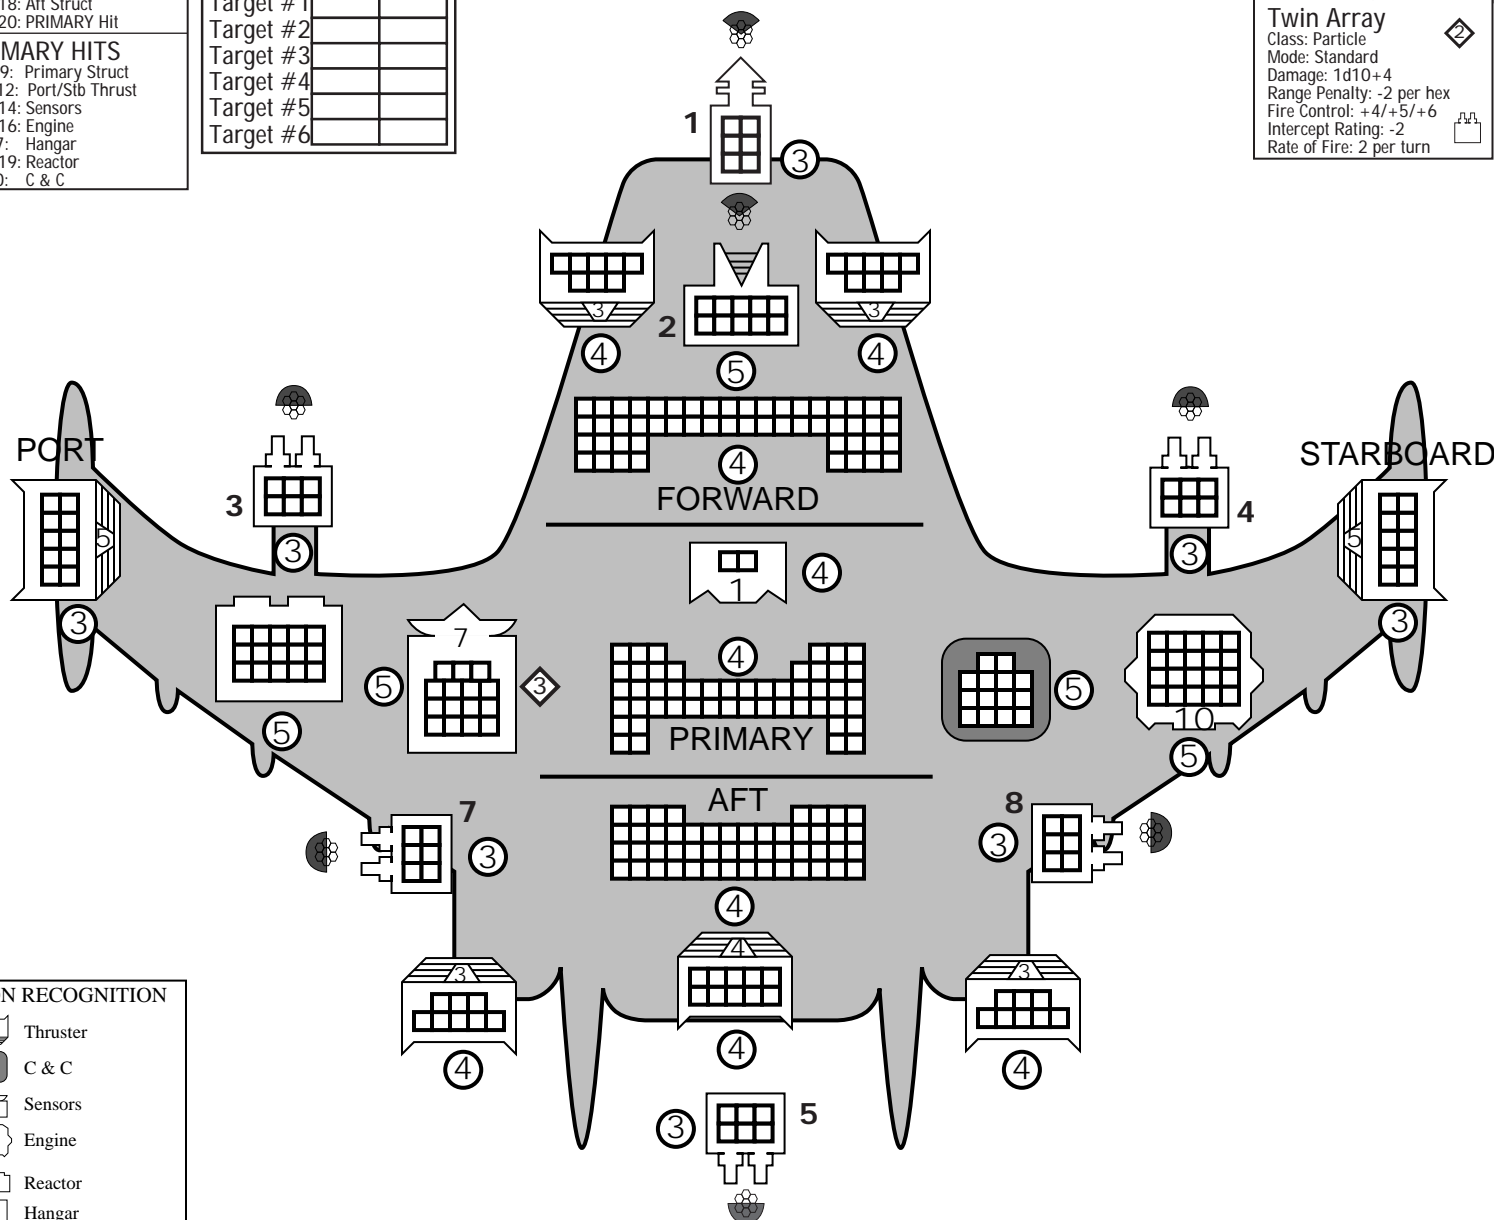 18: Aft Struct
20: PRIMARY Hit
MARY HITS
9: Primary Struct
12: Port/Stb Thrust
14: Sensors
16: Engine
7: Hangar
19: Reactor
0: C & C
Target #1
Target #2
Target #3
Target #4
Target #5
Target #6
Twin Array
2
Class: Particle
Mode: Standard
Damage: 1d10+4
Range Penalty: -2 per hex
Fire Control: +4/+5/+6
Intercept Rating: -2
Rate of Fire: 2 per turn
1
3
3
3
2
4
4
5
PORT
STARBOARD
4
FORWARD
3
4
5
5
3
3
4
1
3
3
7
4
5
3
5
5
10
5
PRIMARY
AFT
7
8
3
3
4
4
3
3
4
4
4
5
3
N RECOGNITION
Thruster
C & C
Sensors
Engine
Reactor
Hangar